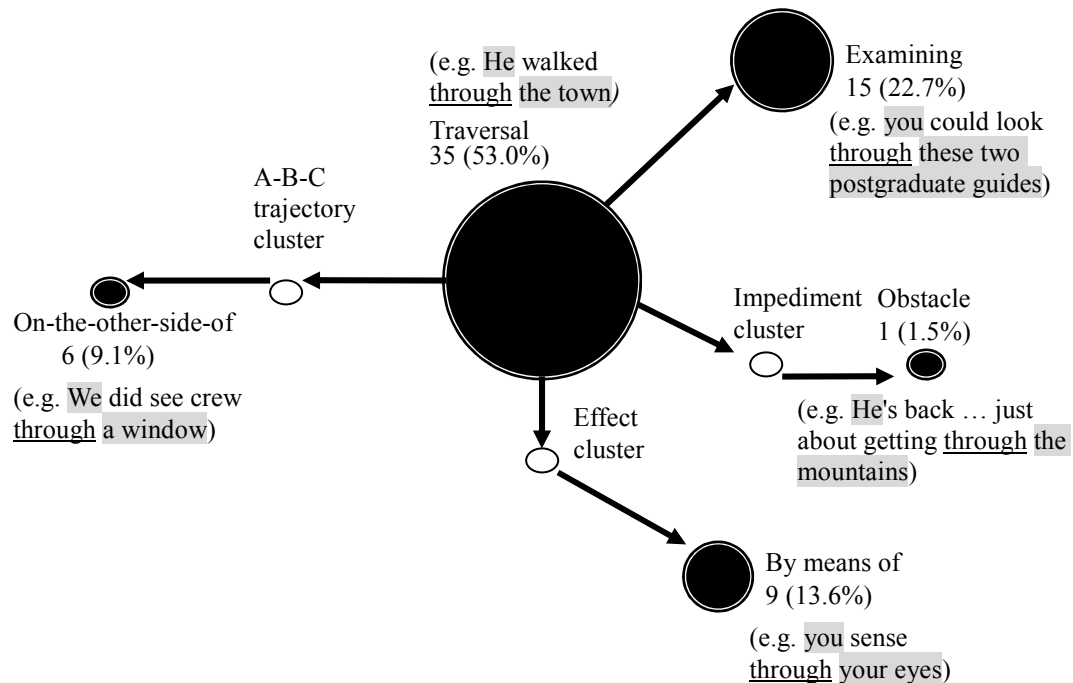 (e.g. He walked
through the town)
Traversal
35 (53.0%)
Examining
15 (22.7%)
(e.g. you could look
through these two
postgraduate guides)
A-B-C
trajectory
cluster
On-the-other-side-of
6 (9.1%)
(e.g. We did see crew
through a window)
Impediment
cluster
Obstacle
1 (1.5%)
(e.g. He's back … just
about getting through the
mountains)
Effect
cluster
By means of
9 (13.6%)
(e.g. you sense
through your eyes)